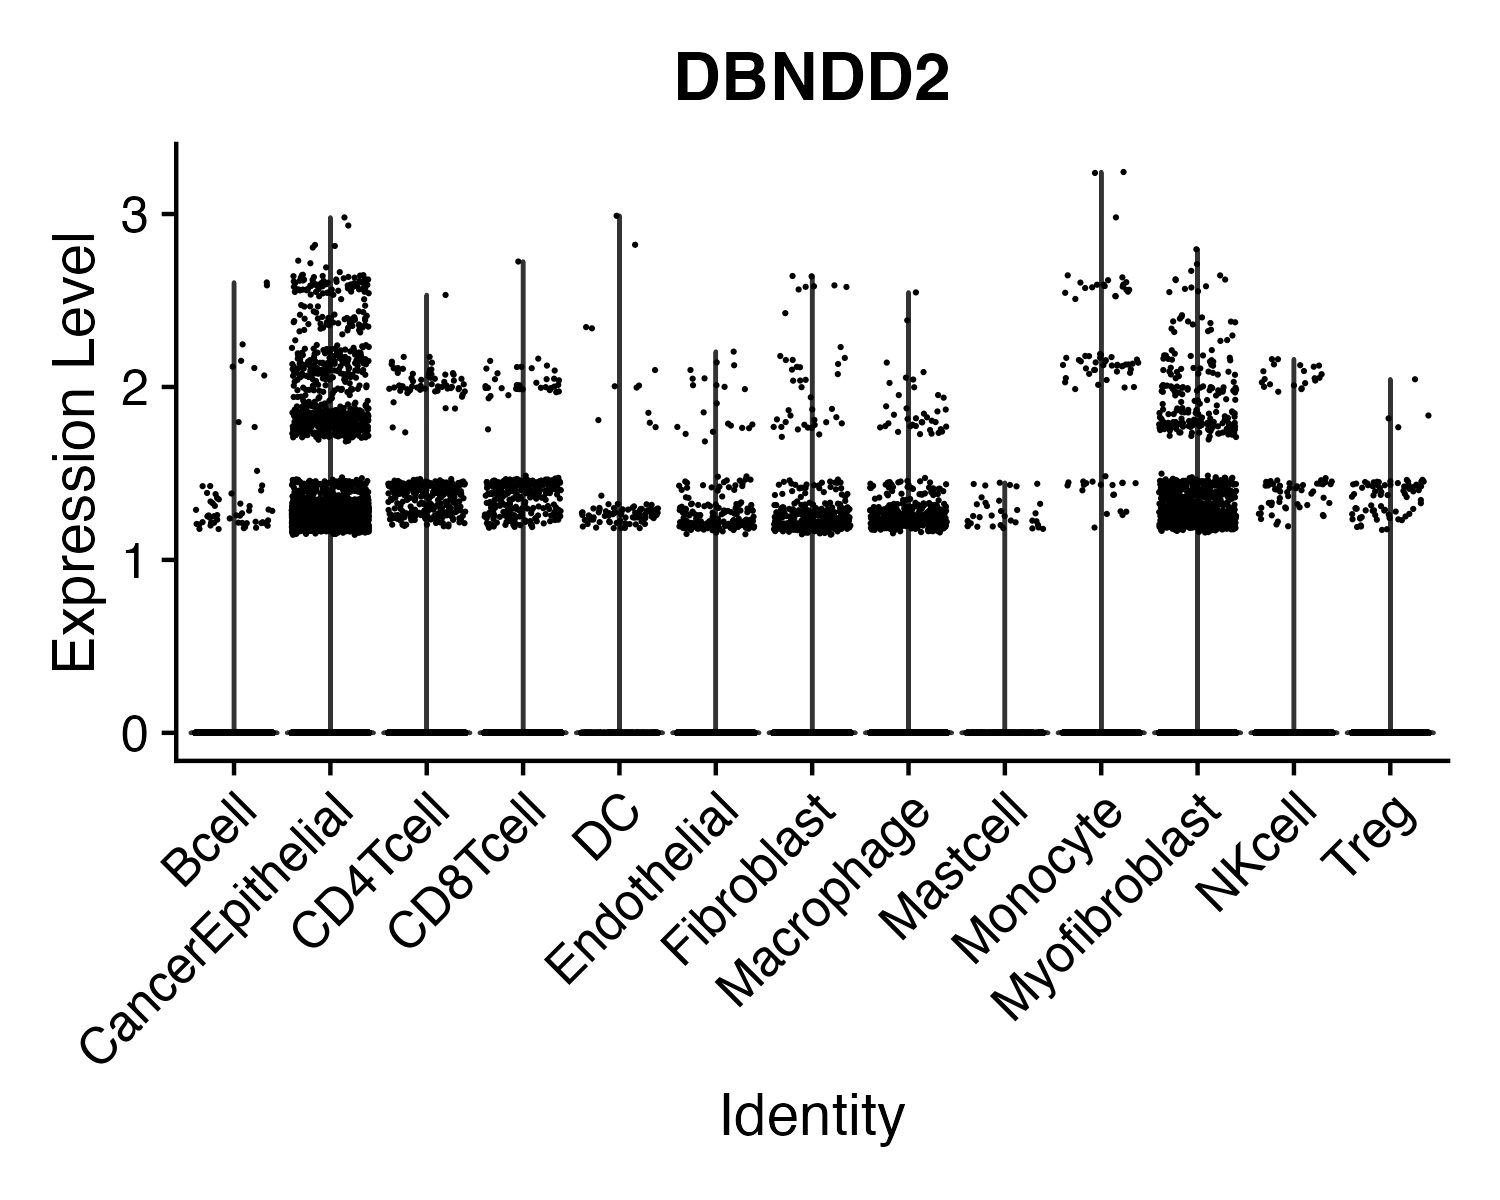 DBNDD2
Expression Level
3
2
1
0
Bcell
CancerEpithelial
CD4Tcell
CD8Tcell
DC
Endothelial
Fibroblast
Macrophage
Mastcell
Monocyte
Myofibroblast
NKcell
Treg
Identity